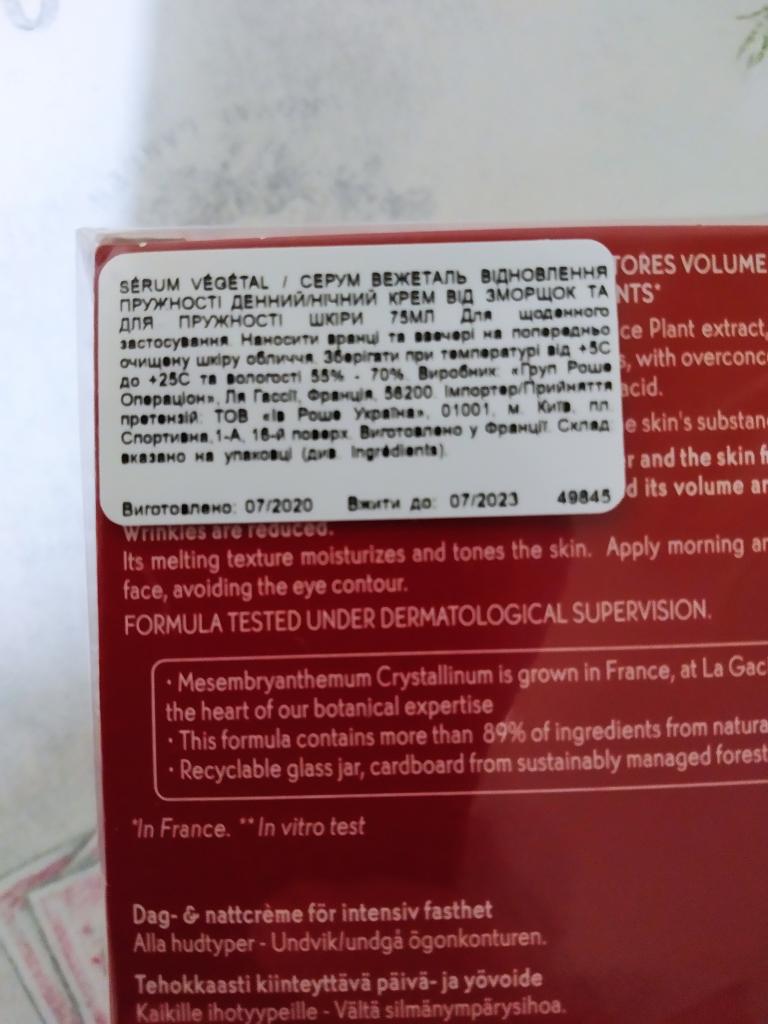 SÉRUM VÉGÉTAL / СЕРУМ ВЕЖЕТАЛЬ ВІДНОВЛЕННЯ
ПРУЖНОСТІ ДЕННИЙ/НІЧНИЙ КРЕМ ВІД ЗМОРЩОК ТА
ДЛЯ ПРУЖНОСТІ ШКІРИ 75МЛ Для щоденного
застосування. Наносити вранці та ввечері на попередньо
очищену шкіру обличчя. Зберігати при температурі від +5С
до +25С та вологості 55% - 70%. Виробник: «Груп Роше
Операціон», Ля Гассії, Франція, 56200. Імпортер/Прийняття
претензій: ТОВ «Ів Роше Україна», 01001, м. Київ, пл.
Спортивна,1-А, 16-й поверх. Виготовлено у Франції. Склад
вказано на упаковці (див. Ingrédients).
Виготовлено: 07/2020 Вжити до: 07/2023 49845
TORES VOLUME
NTS*
ce Plant extract,
s, with overconce
acid.
e skin's substan
r and the skin f
d its volume a
Wrinkles are reduced.
Its melting texture moisturizes and tones the skin. Apply morning an
face, avoiding the eye contour.
FORMULA TESTED UNDER DERMATOLOGICAL SUPERVISION.
· Mesembryanthemum Crystallinum is grown in France, at La Gac
the heart of our botanical expertise
· This formula contains more than 89% of ingredients from natura
· Recyclable glass jar, cardboard from sustainably managed forest
*In France. **In vitro test
Dag- & nattcrème för intensiv fasthet
Alla hudtyper - Undvik/undgå ögonkonturen.
Tehokkaasti kiinteyttävä päivä- ja yövoide
Kaikille ihotyypeille - Vältä silmänympärysihoa.